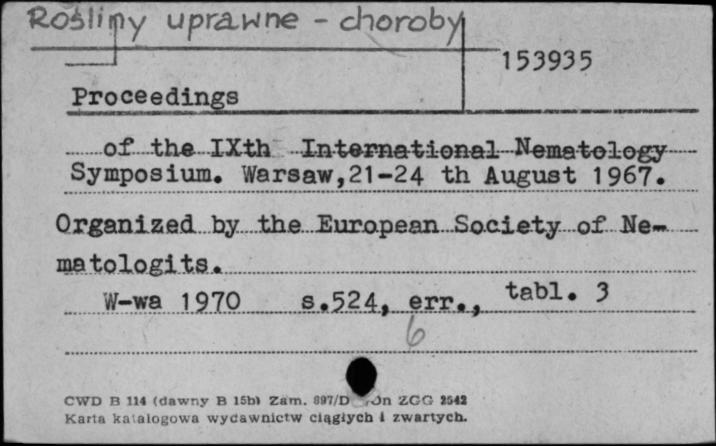 Rośliny uprawne - choroby
153935
Proceedings
of the IXth International Nematology
Symposium. Warsaw,21-24 th August 1967.
Organized by the European Society of Ne-
matologits.
W-wa 1970 s.524, err., tabl. 3
6
CWD B 114 (dawny B 15b) Zam. 897/D ZGG 2542
Karta katalogowa wydawnictw ciągłych i zwartych.